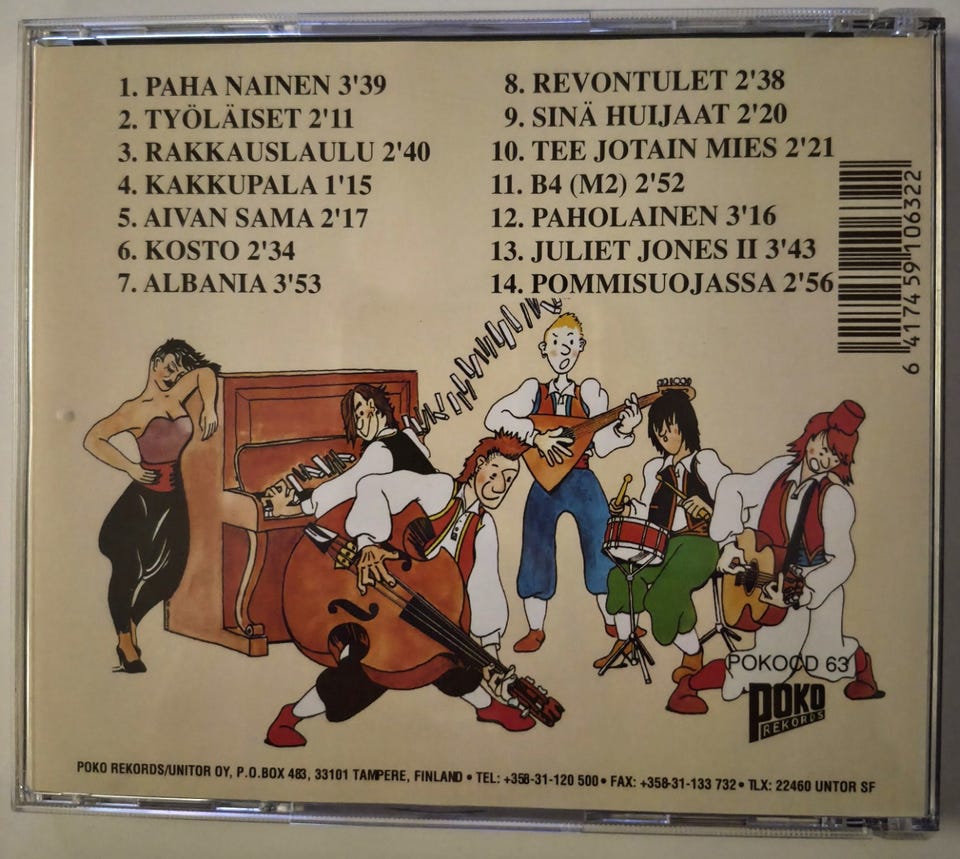 1. PAHA NAINEN 3'39
2. TYÖLÄISET 2'11
3. RAKKAUSLAULU 2'40
4. KAKKUPALA 1'15
5. AIVAN SAMA 2'17
6. KOSTO 2'34
7. ALBANIA 3'53
8. REVONTULET 2'38
9. SINÄ HUIJAAT 2'20
10. TEE JOTAIN MIES 2'21
11. B4 (M2) 2'52
12. PAHOLAINEN 3'16
13. JULIET JONES II 3'43
14. POMMISUOJASSA 2'56
6 417459 106322
POKOCD 63
POKO
REKORDS
POKO REKORDS/UNITOR OY, P.O.BOX 483, 33101 TAMPERE, FINLAND • TEL: +358-31-120 500 • FAX: +358-31-133 732 • TLX: 22460 UNTOR SF